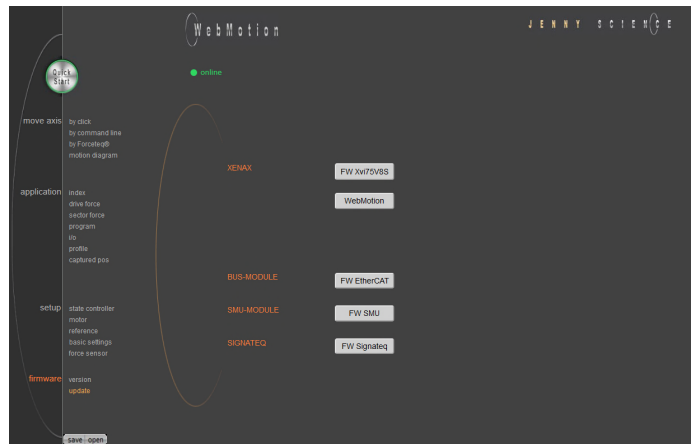 WebMotion
JENNY SCIENCE
Quick
Start
online
move axis
by click
by command line
by Forceteq®
motion diagram
XENAX
FW Xvi75V8S
WebMotion
application
index
drive force
sector force
program
i/o
profile
captured pos
BUS-MODULE
FW EtherCAT
SMU-MODULE
FW SMU
SIGNATEQ
FW Signateq
setup
state controller
motor
reference
basic settings
force sensor
firmware
version
update
save open